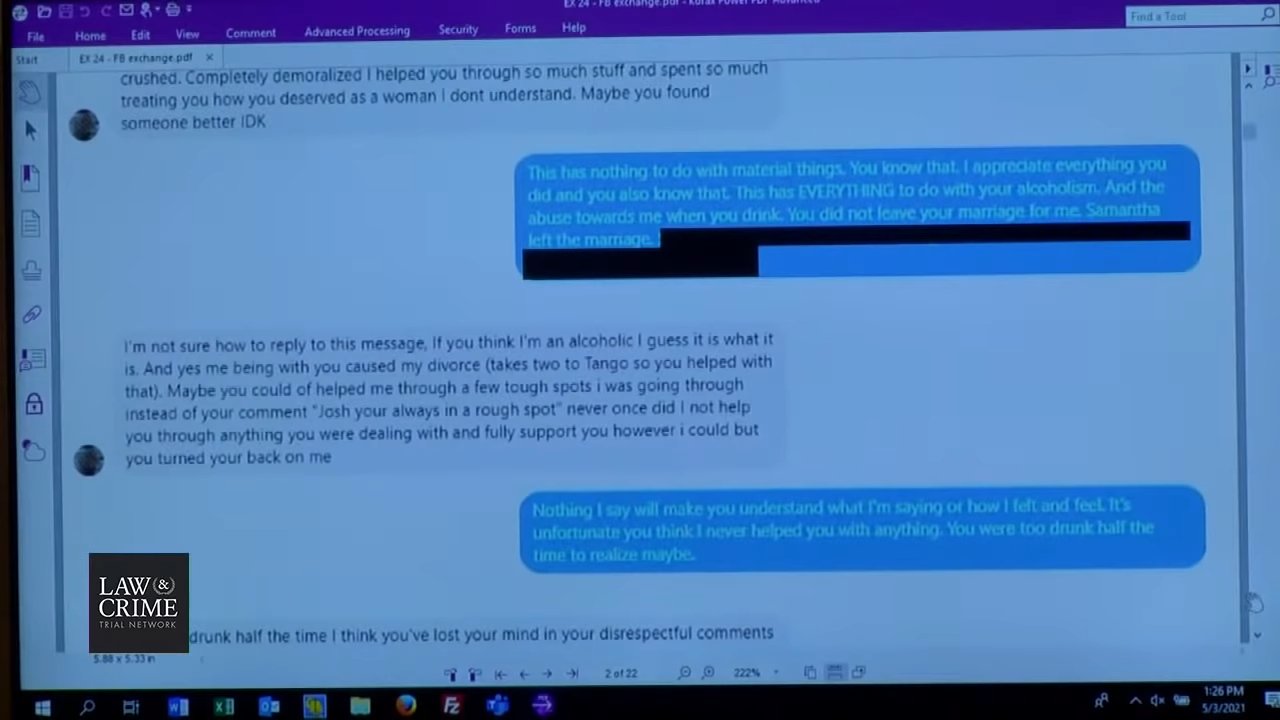 EX 24 - FB exchange.pdf - Kofax Power PDF Advanced
File Home Edit View Comment Advanced Processing Security Forms Help
Find a Tool
Start EX 24 - FB exchange.pdf ×
crushed. Completely demoralized I helped you through so much stuff and spent so much
treating you how you deserved as a woman I dont understand. Maybe you found
someone better IDK
This has nothing to do with material things. You know that. I appreciate everything you
did and you also know that. This has EVERYTHING to do with your alcoholism. And the
abuse towards me when you drink. You did not leave your marriage for me. Samantha
left the marriage.
I'm not sure how to reply to this message, If you think I'm an alcoholic I guess it is what it
is. And yes me being with you caused my divorce (takes two to Tango so you helped with
that). Maybe you could of helped me through a few tough spots i was going through
instead of your comment "Josh your always in a rough spot" never once did I not help
you through anything you were dealing with and fully support you however i could but
you turned your back on me
Nothing I say will make you understand what I'm saying or how I felt and feel. It's
unfortunate you think I never helped you with anything. You were too drunk half the
time to realize maybe.
drunk half the time I think you've lost your mind in your disrespectful comments
LAW &
CRIME
TRIAL NETWORK
5.88 x 5.33 in
2 of 22
222%
1:26 PM
5/3/2021